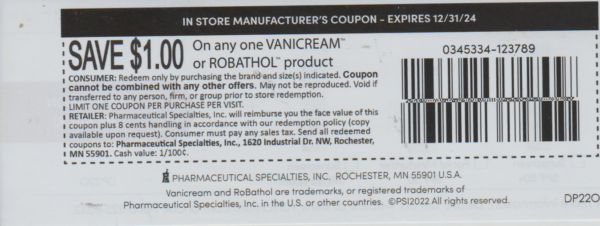 IN STORE MANUFACTURER'S COUPON - EXPIRES 12/31/24
SAVE $1.00 On any one VANICREAM™
or ROBATHOL™ product
0345334-123789
CONSUMER: Redeem only by purchasing the brand and size(s) indicated. Coupon
cannot be combined with any other offers. May not be reproduced. Void if
transferred to any person, firm, or group prior to store redemption.
LIMIT ONE COUPON PER PURCHASE PER VISIT.
RETAILER: Pharmaceutical Specialties, Inc. will reimburse you the face value of this
coupon plus 8 cents handling in accordance with our redemption policy (copy
available upon request). Consumer must pay any sales tax. Send all redeemed
coupons to: Pharmaceutical Specialties, Inc., 1620 Industrial Dr. NW, Rochester,
MN 55901. Cash value: 1/100¢.
PHARMACEUTICAL SPECIALTIES, INC. ROCHESTER, MN 55901 U.S.A.
Vanicream and RoBathol are trademarks, or registered trademarks of
Pharmaceutical Specialties, Inc. in the U.S. or other countries. ©PSI2022 All rights reserved.
DP22O